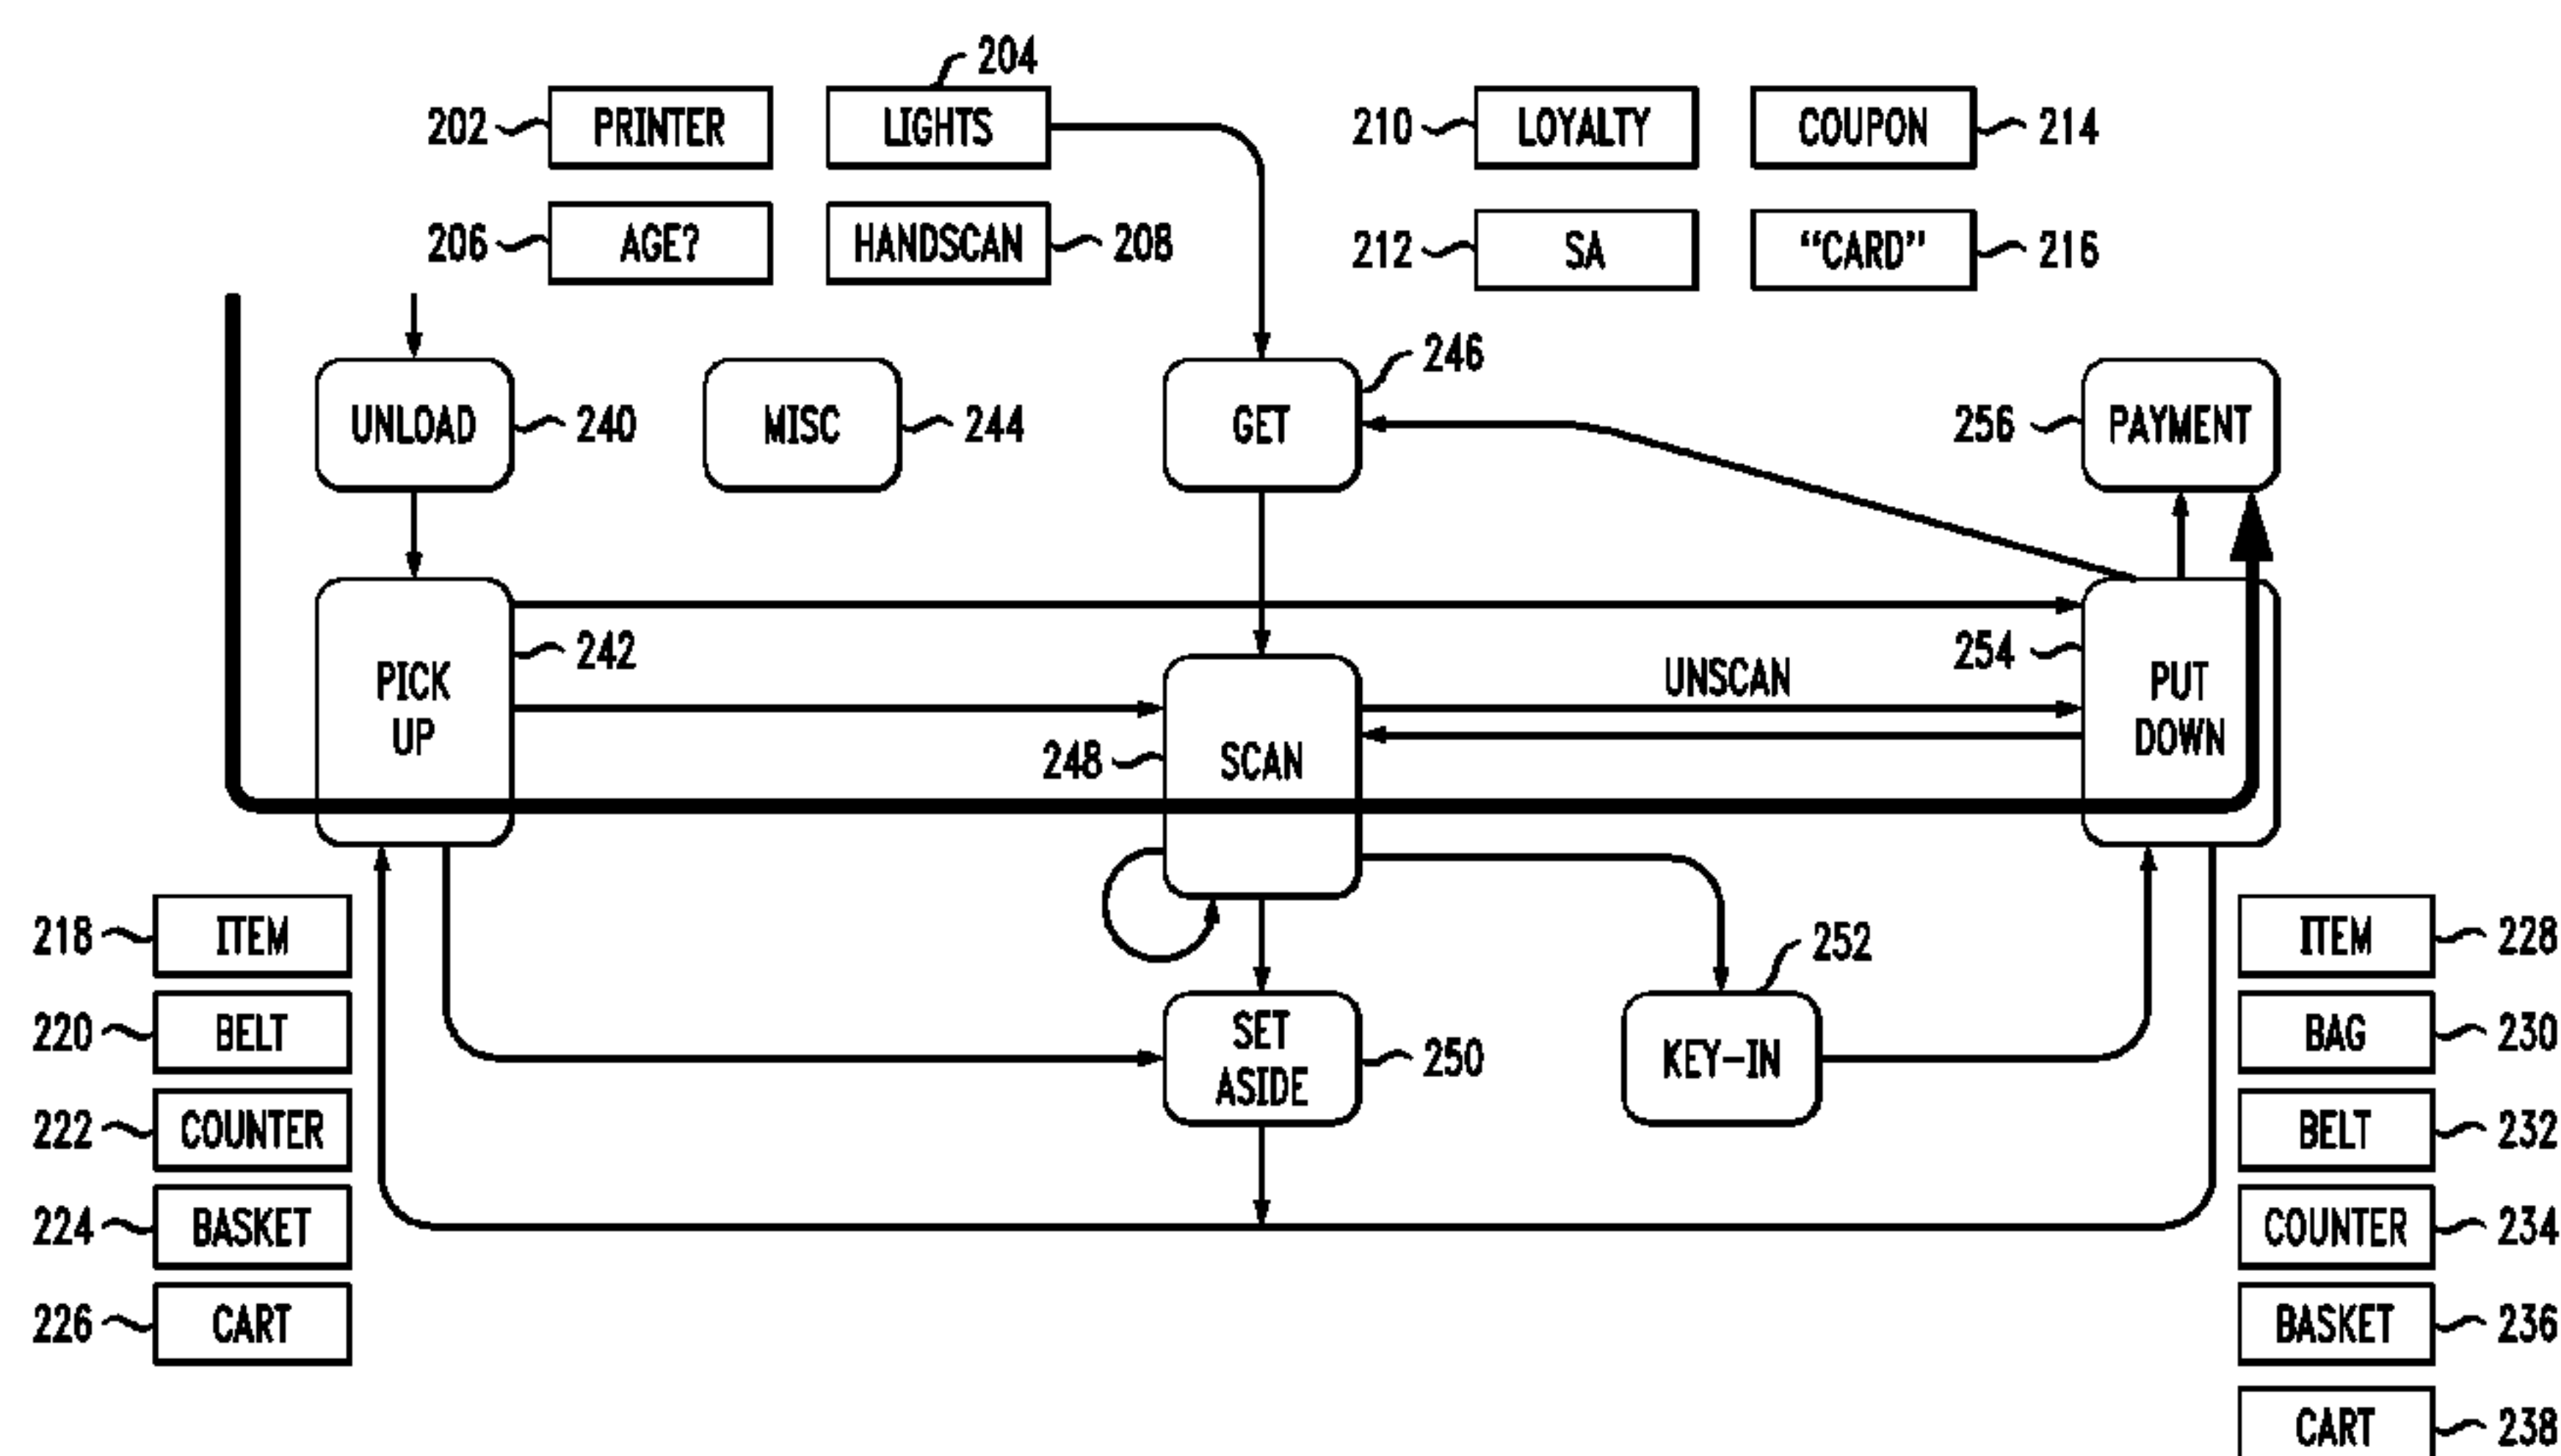 204
202 PRINTER LIGHTS 210 LOYALTY COUPON 214
206 AGE? HANDSCAN 208 212 SA “CARD” 216
246
UNLOAD 240 MISC 244 GET 256 PAYMENT
242 254
PICK UP
UNSCAN
PUT DOWN
248 SCAN
218 ITEM 252 ITEM 228
220 BELT SET ASIDE 250 KEY-IN BAG 230
222 COUNTER BELT 232
224 BASKET COUNTER 234
226 CART BASKET 236
CART 238